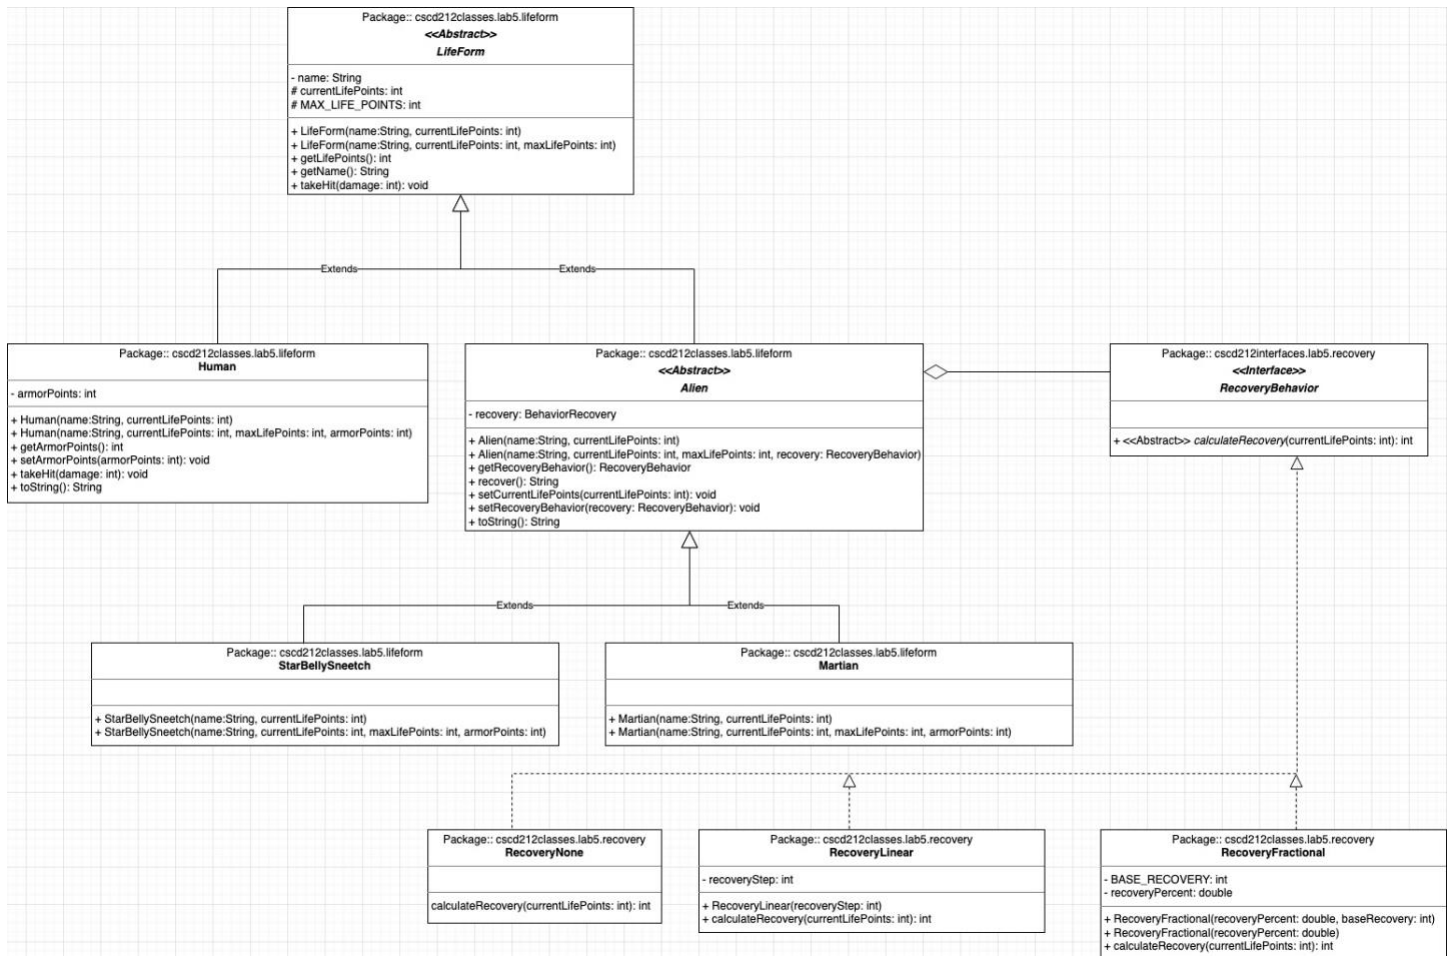 Package:: cscd212classes.lab5.lifeform
<<Abstract>>
LifeForm
- name: String
# currentLifePoints: int
# MAX_LIFE_POINTS: int
+ LifeForm(name:String, currentLifePoints: int)
+ LifeForm(name:String, currentLifePoints: int, maxLifePoints: int)
+ getLifePoints(): int
+ getName(): String
+ takeHit(damage: int): void
Extends
Extends
Package:: cscd212classes.lab5.lifeform
Human
- armorPoints: int
+ Human(name:String, currentLifePoints: int)
+ Human(name:String, currentLifePoints: int, maxLifePoints: int, armorPoints: int)
+ getArmorPoints(): int
+ setArmorPoints(armorPoints: int): void
+ takeHit(damage: int): void
+ toString(): String
Package:: cscd212classes.lab5.lifeform
<<Abstract>>
Alien
- recovery: BehaviorRecovery
+ Alien(name:String, currentLifePoints: int)
+ Alien(name:String, currentLifePoints: int, maxLifePoints: int, recovery: RecoveryBehavior)
+ getRecoveryBehavior(): RecoveryBehavior
+ recover(): String
+ setCurrentLifePoints(currentLifePoints: int): void
+ setRecoveryBehavior(recovery: RecoveryBehavior): void
+ toString(): String
Package:: cscd212interfaces.lab5.recovery
<<Interface>>
RecoveryBehavior
+ <<Abstract>> calculateRecovery(currentLifePoints: int): int
Extends
Extends
Package:: cscd212classes.lab5.lifeform
StarBellySneetch
+ StarBellySneetch(name:String, currentLifePoints: int)
+ StarBellySneetch(name:String, currentLifePoints: int, maxLifePoints: int, armorPoints: int)
Package:: cscd212classes.lab5.lifeform
Martian
+ Martian(name:String, currentLifePoints: int)
+ Martian(name:String, currentLifePoints: int, maxLifePoints: int, armorPoints: int)
Package:: cscd212classes.lab5.recovery
RecoveryNone
calculateRecovery(currentLifePoints: int): int
Package:: cscd212classes.lab5.recovery
RecoveryLinear
- recoveryStep: int
+ RecoveryLinear(recoveryStep: int)
+ calculateRecovery(currentLifePoints: int): int
Package:: cscd212classes.lab5.recovery
RecoveryFractional
- BASE_RECOVERY: int
- recoveryPercent: double
+ RecoveryFractional(recoveryPercent: double, baseRecovery: int)
+ RecoveryFractional(recoveryPercent: double)
+ calculateRecovery(currentLifePoints: int): int